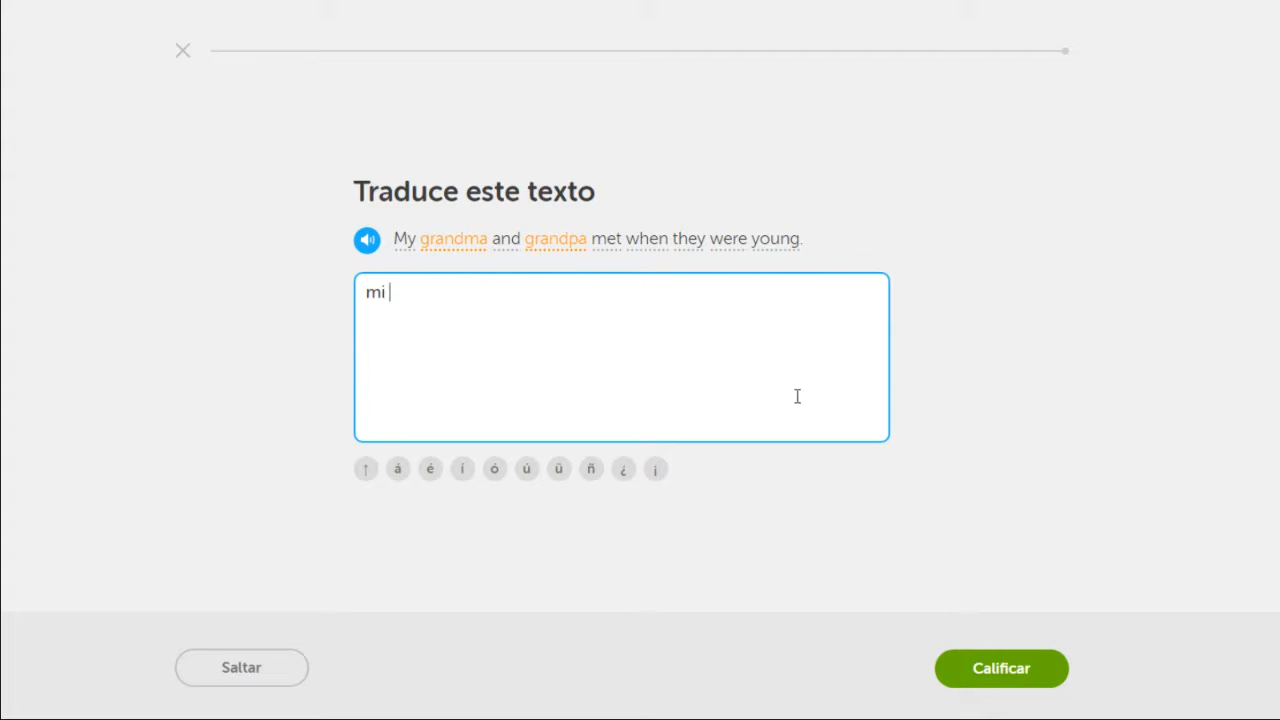 Traduce este texto
My grandma and grandpa met when they were young.
mi
↑ á é í ó ú ü ñ ¿ ¡
Saltar
Calificar